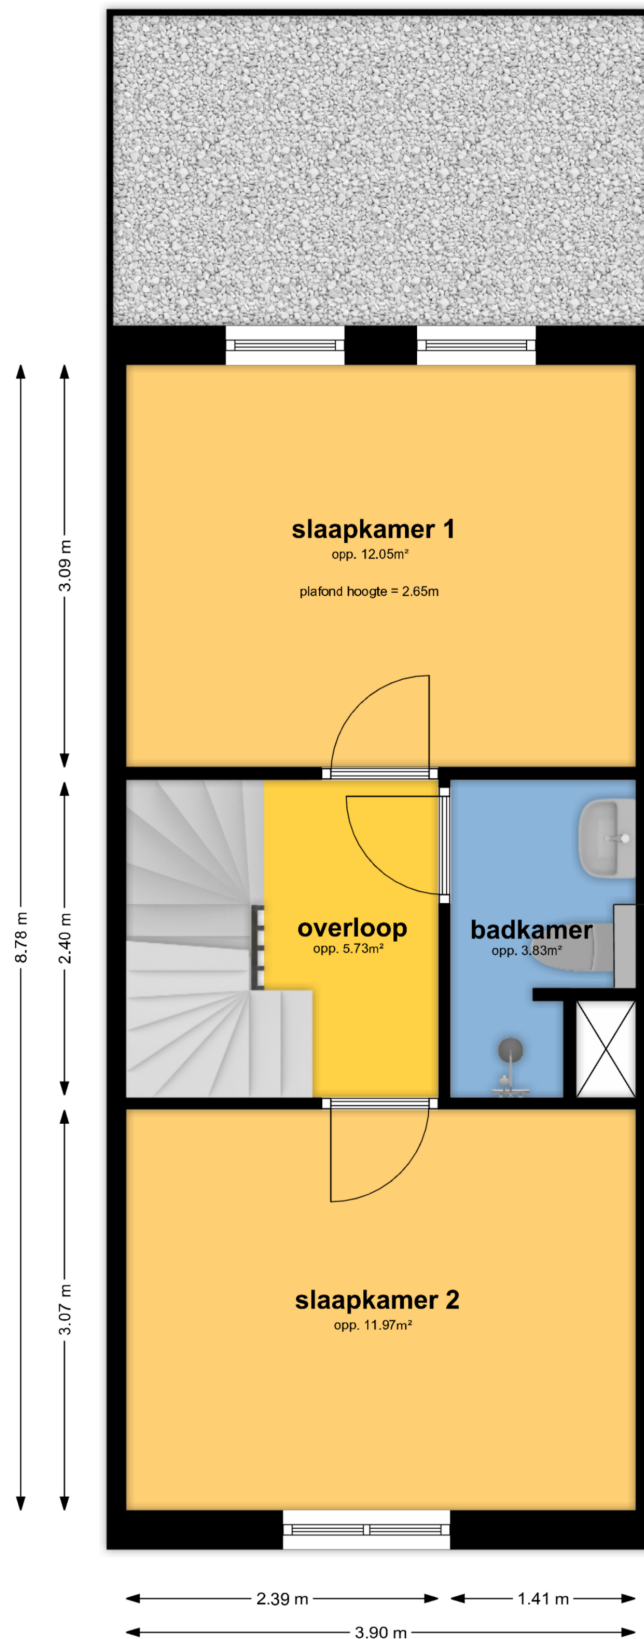 slaapkamer 1
opp. 12.05m²
plafond hoogte = 2.65m
3.09 m
8.78 m
2.40 m
overloop
opp. 5.73m²
badkamer
opp. 3.83m²
3.07 m
slaapkamer 2
opp. 11.97m²
2.39 m
1.41 m
3.90 m